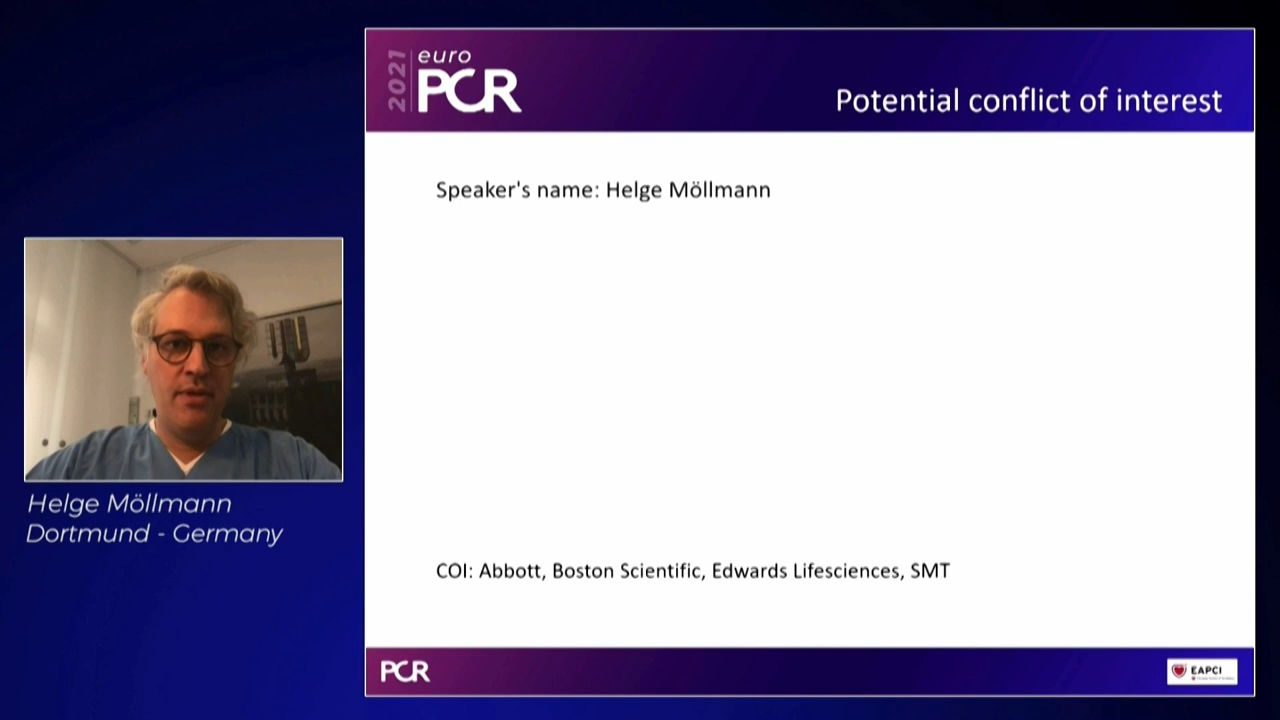 2021
euro
PCR
Potential conflict of interest
Speaker's name: Helge Möllmann
Helge Möllmann
Dortmund - Germany
COI: Abbott, Boston Scientific, Edwards Lifesciences, SMT
PCR
EAPCI